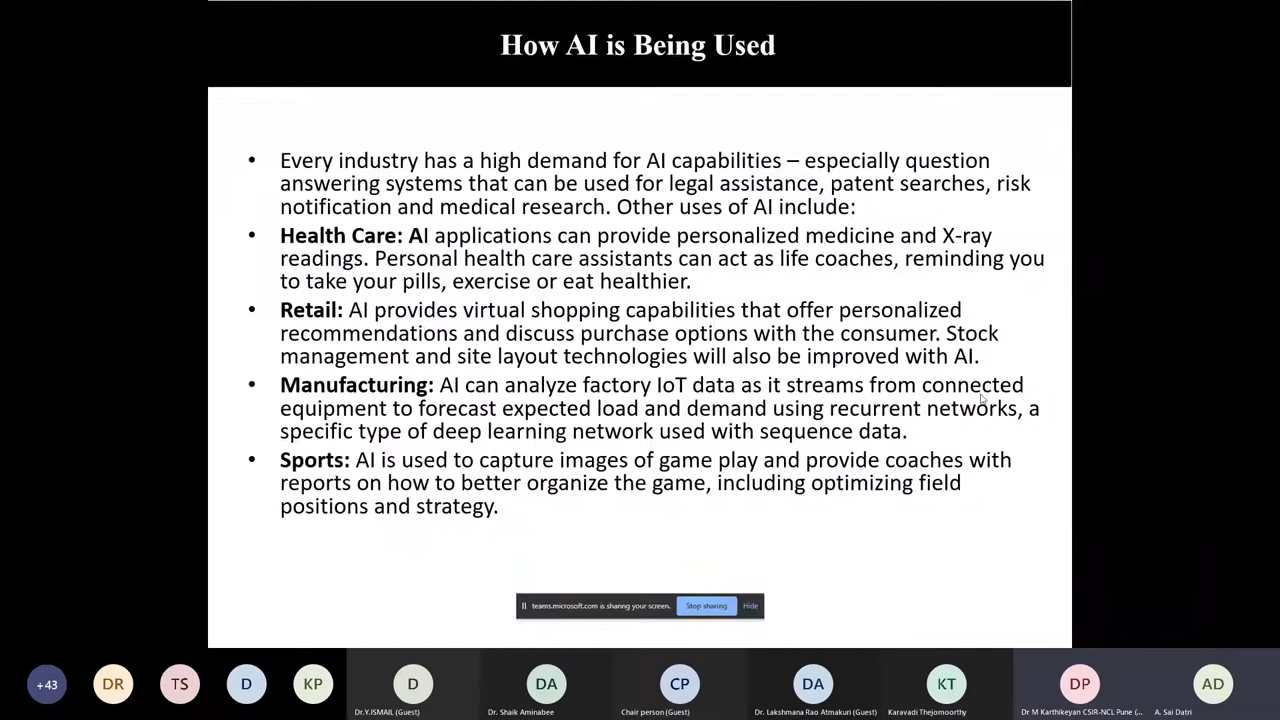 How AI is Being Used
• Every industry has a high demand for AI capabilities – especially question
answering systems that can be used for legal assistance, patent searches, risk
notification and medical research. Other uses of AI include:
• Health Care: AI applications can provide personalized medicine and X-ray
readings. Personal health care assistants can act as life coaches, reminding you
to take your pills, exercise or eat healthier.
• Retail: AI provides virtual shopping capabilities that offer personalized
recommendations and discuss purchase options with the consumer. Stock
management and site layout technologies will also be improved with AI.
• Manufacturing: AI can analyze factory IoT data as it streams from connected
equipment to forecast expected load and demand using recurrent networks, a
specific type of deep learning network used with sequence data.
• Sports: AI is used to capture images of game play and provide coaches with
reports on how to better organize the game, including optimizing field
positions and strategy.
teams.microsoft.com is sharing your screen. Stop sharing Hide
+43 DR TS D KP D DA CP DA KT DP AD
Dr.Y.ISMAIL (Guest) Dr. Shaik Aminabee Chair person (Guest) Dr. Lakshmana Rao Atmakuri (Guest) Karavadi Thejomoorthy Dr M Karthikeyan CSIR-NCL Pune (... A. Sai Datri